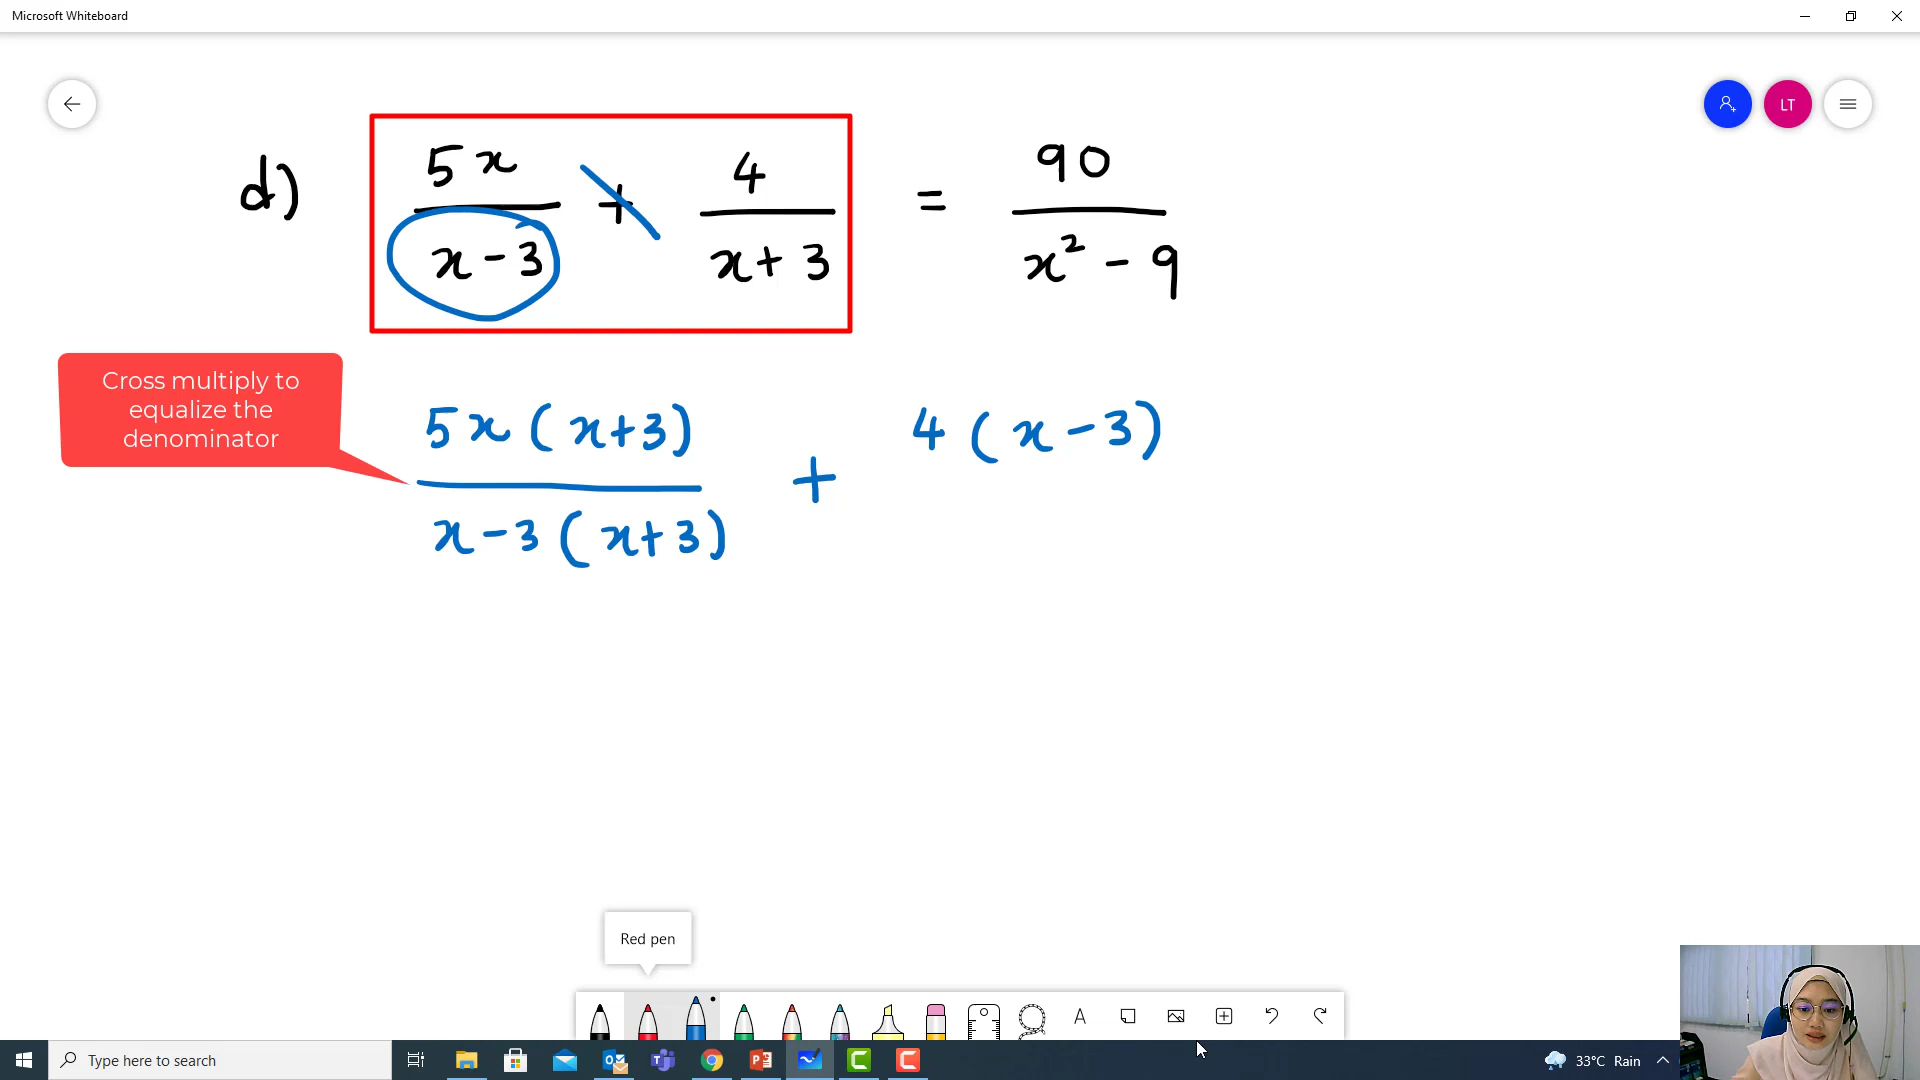 Microsoft Whiteboard
LT
d) 5x/x-3 + 4/x+3 = 90/x²-9
Cross multiply to
equalize the
denominator
5x(x+3)/x-3(x+3) + 4(x-3)
Red pen
A
Type here to search
33°C Rain